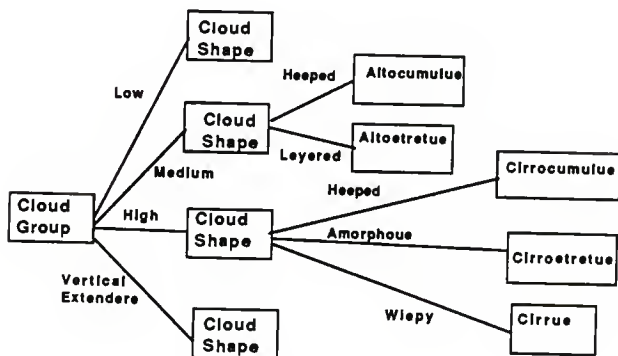 Cloud
Shape
Heeped
Altocumulue
Low
Cloud
Shape
Leyered
Altoetretue
Medium
Heeped
Cirrocumulue
Cloud
Group
High
Cloud
Shape
Amorphoue
Cirroetretue
Vertical
Extendere
Wiepy
Cirrue
Cloud
Shape